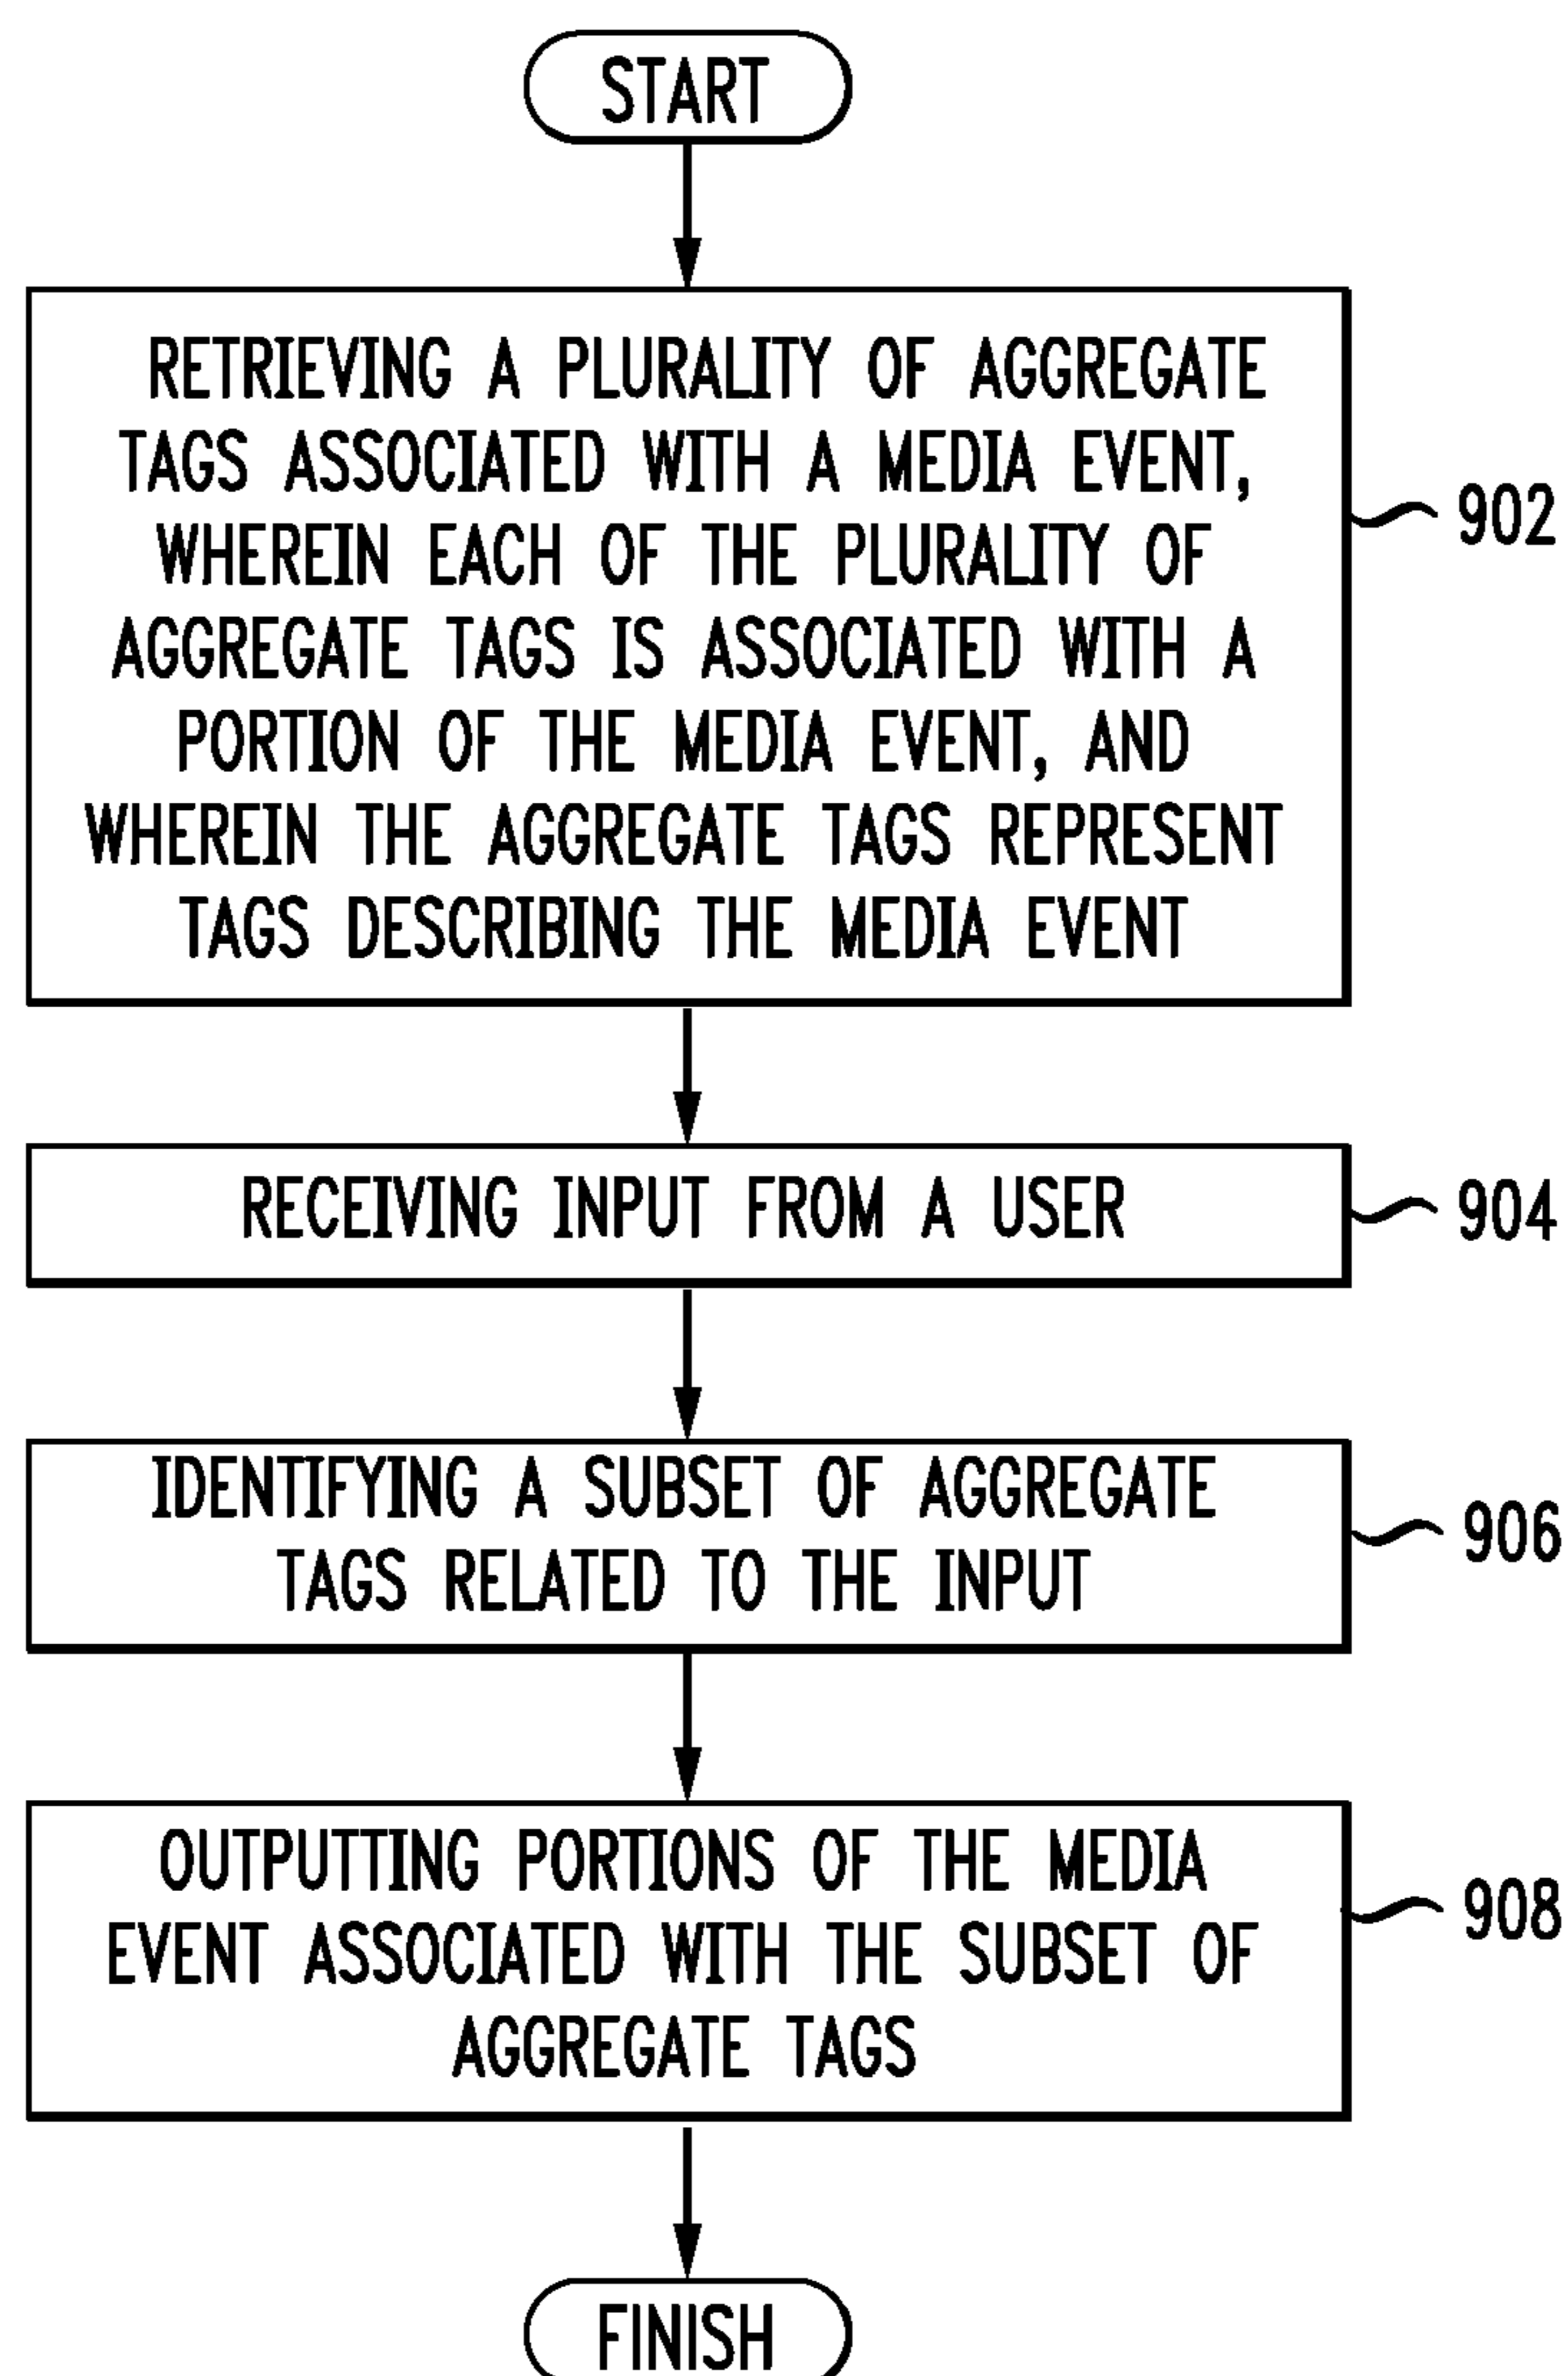 START
RETRIEVING A PLURALITY OF AGGREGATE
TAGS ASSOCIATED WITH A MEDIA EVENT,
WHEREIN EACH OF THE PLURALITY OF
AGGREGATE TAGS IS ASSOCIATED WITH A
PORTION OF THE MEDIA EVENT, AND
WHEREIN THE AGGREGATE TAGS REPRESENT
TAGS DESCRIBING THE MEDIA EVENT
902
RECEIVING INPUT FROM A USER
904
IDENTIFYING A SUBSET OF AGGREGATE
TAGS RELATED TO THE INPUT
906
OUTPUTTING PORTIONS OF THE MEDIA
EVENT ASSOCIATED WITH THE SUBSET OF
AGGREGATE TAGS
908
FINISH